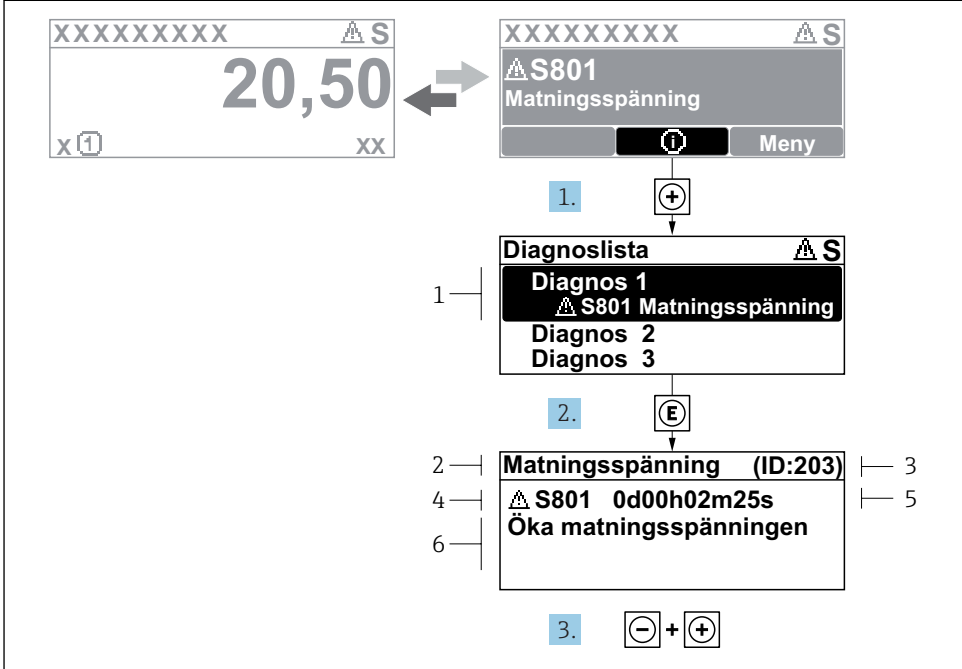 XXXXXXXXX ⚠ S
20,50
x ① xx
XXXXXXXXX ⚠ S
⚠ S801
Matningsspänning
ⓘ Meny
1. +
Diagnoslista ⚠ S
1 Diagnos 1
⚠ S801 Matningsspänning
Diagnos 2
Diagnos 3
2. E
2 Matningsspänning (ID:203) 3
4 ⚠ S801 0d00h02m25s 5
6 Öka matningsspänningen
3. − + +